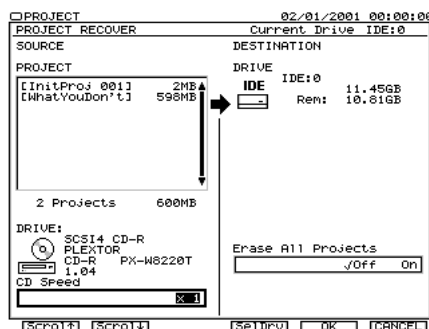 PROJECT 02/01/2001 00:00:00
PROJECT RECOVER Current Drive IDE:0
SOURCE DESTINATION
PROJECT DRIVE
IDE:0
[InitProj 001] 2MB IDE 11.45GB
[WhatYouDon't] 598MB Rem: 10.81GB
2 Projects 600MB
DRIVE:
SCSI4 CD-R
PLEXTOR
CD-R PX-W8220T
1.04
Erase All Projects
√Off On
CD Speed
x 1
[Scrol↑] [Scrol↓] [SelDrv] [ OK ] [CANCEL]